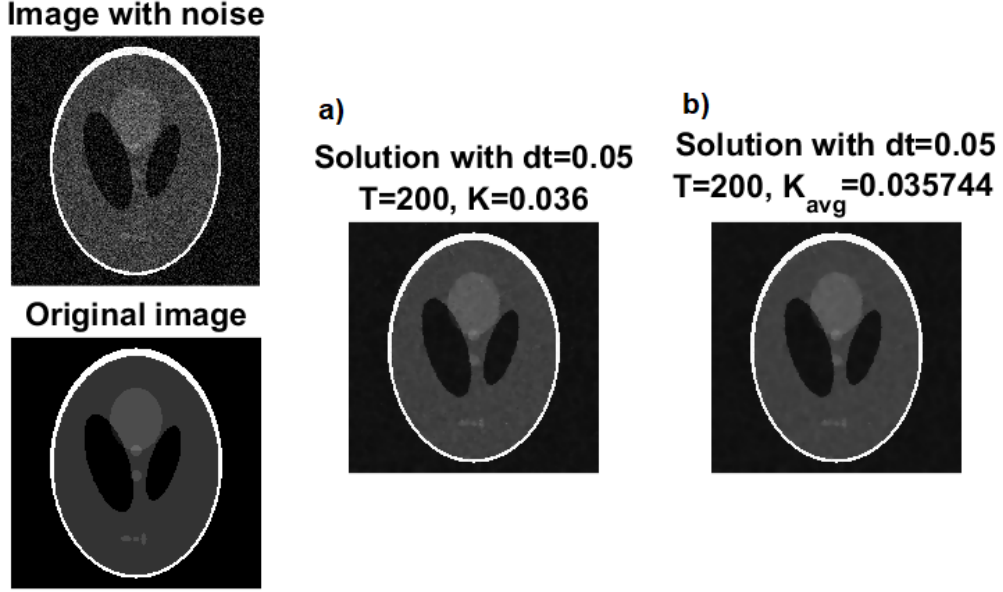 Image with noise
Original image
a)
Solution with dt=0.05
T=200, K=0.036
b)
Solution with dt=0.05
T=200, Kavg=0.035744